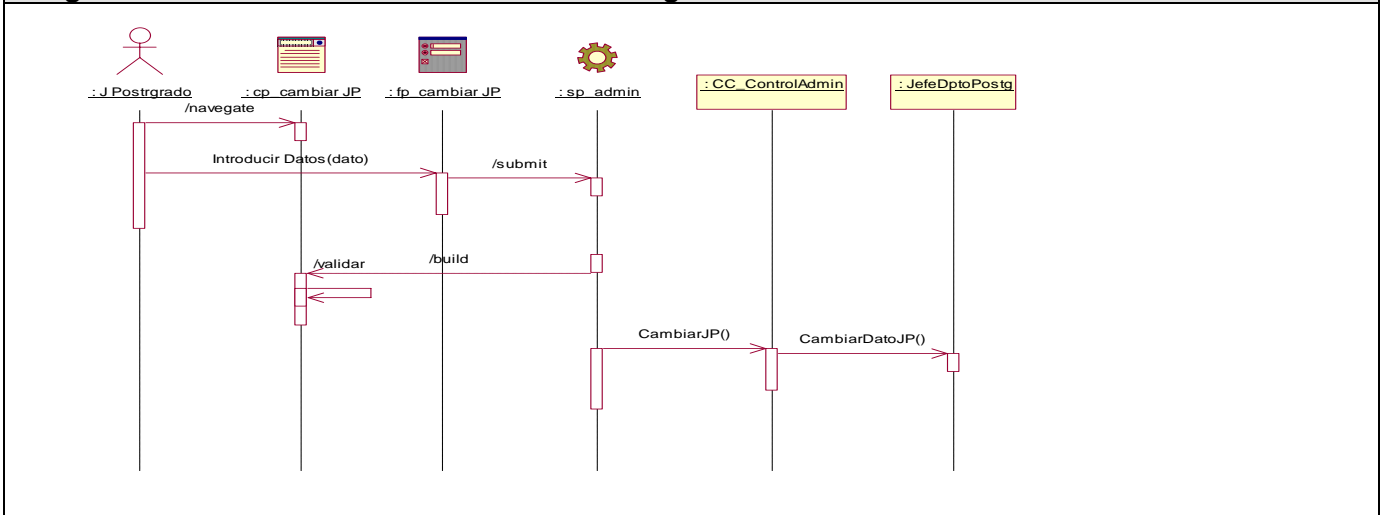 : J Postrgrado
: cp_cambiar JP
: fp_cambiar JP
: sp_admin
: CC_ControlAdmin
: JefeDptoPostg
/navegate
Introducir Datos(dato)
/submit
/validar
/build
CambiarJP()
CambiarDatoJP()